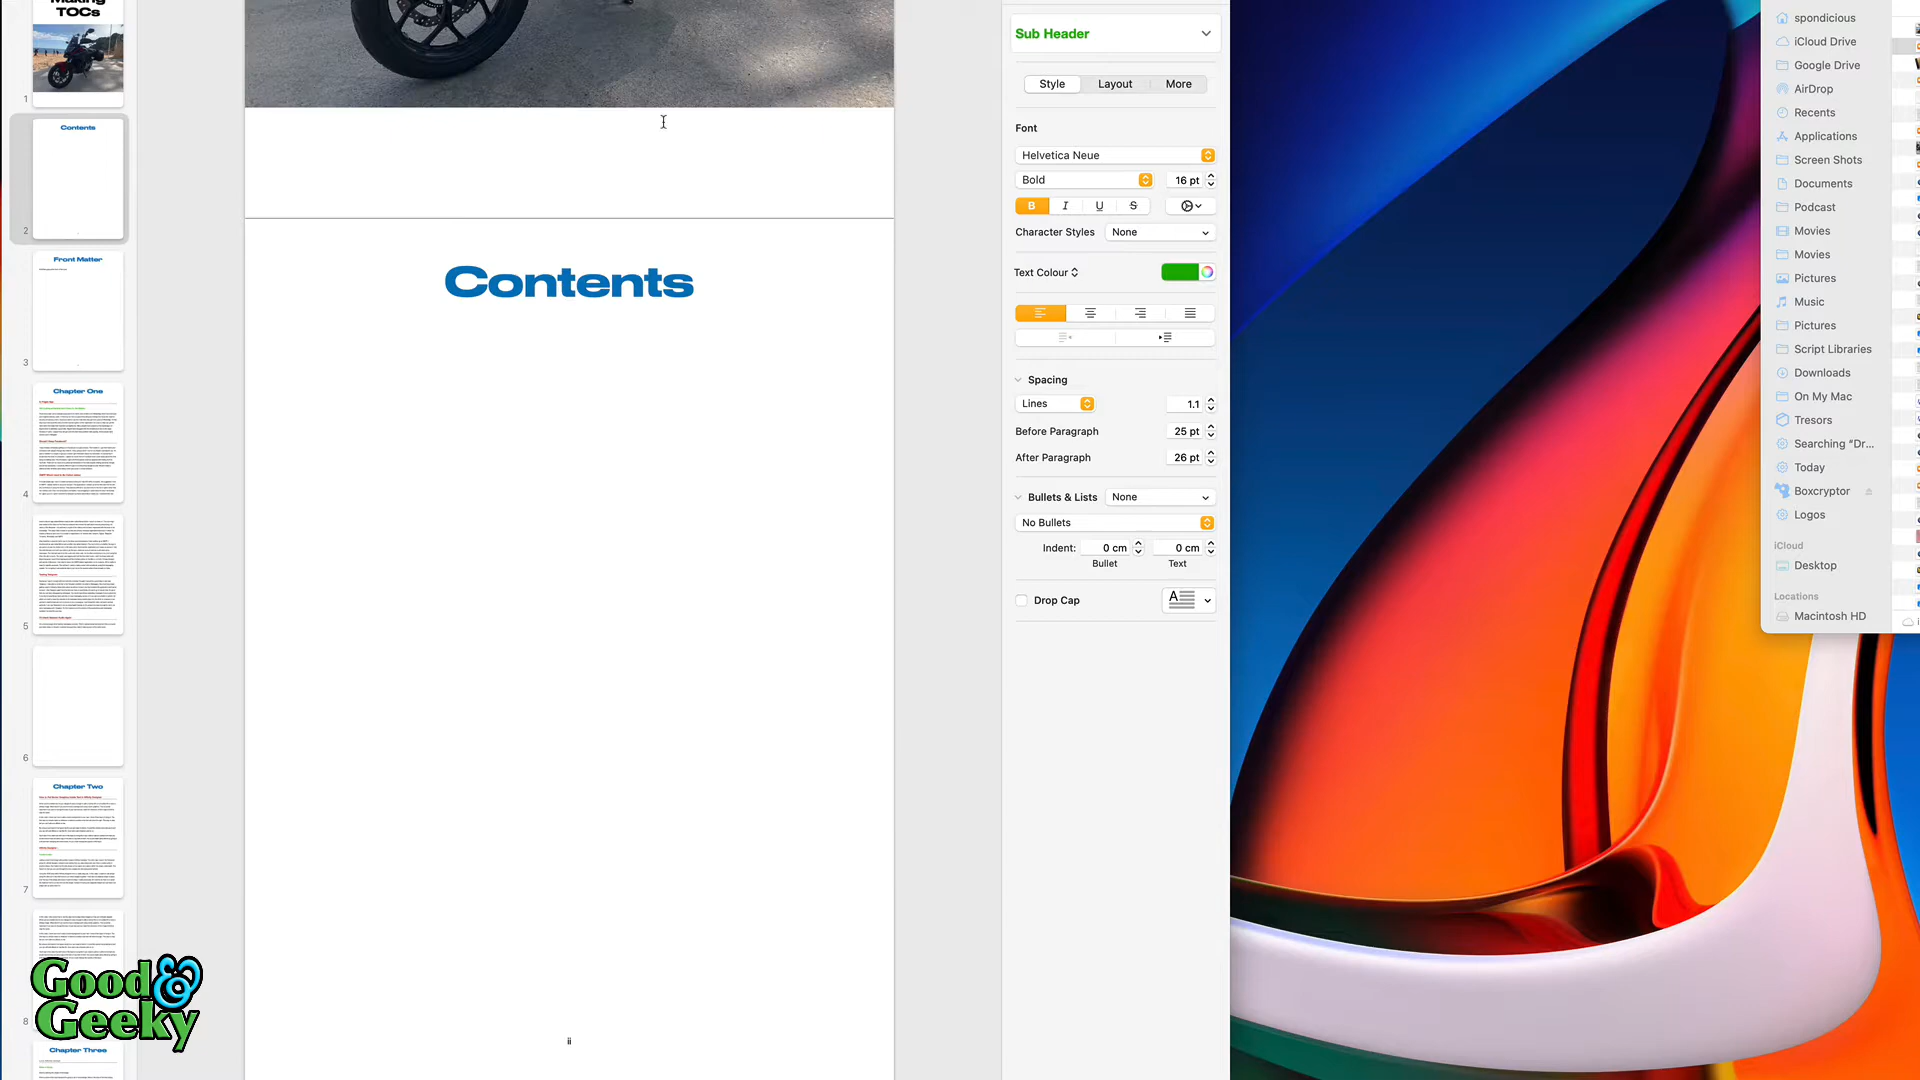 Making
TOCs
1
Contents
2
Front Matter
3
Chapter One
4
5
6
Chapter Two
7
8
Chapter Three
Good &
Geeky
Contents
ii
Sub Header
Style
Layout
More
Font
Helvetica Neue
Bold
16 pt
B
I
U
S
Character Styles
None
Text Colour
Spacing
Lines
1.1
Before Paragraph
25 pt
After Paragraph
26 pt
Bullets & Lists
None
No Bullets
Indent:
0 cm
0 cm
Bullet
Text
Drop Cap
A
spondicious
iCloud Drive
Google Drive
AirDrop
Recents
Applications
Screen Shots
Documents
Podcast
Movies
Movies
Pictures
Music
Pictures
Script Libraries
Downloads
On My Mac
Tresors
Searching “Dr...
Today
Boxcryptor
Logos
iCloud
Desktop
Locations
Macintosh HD